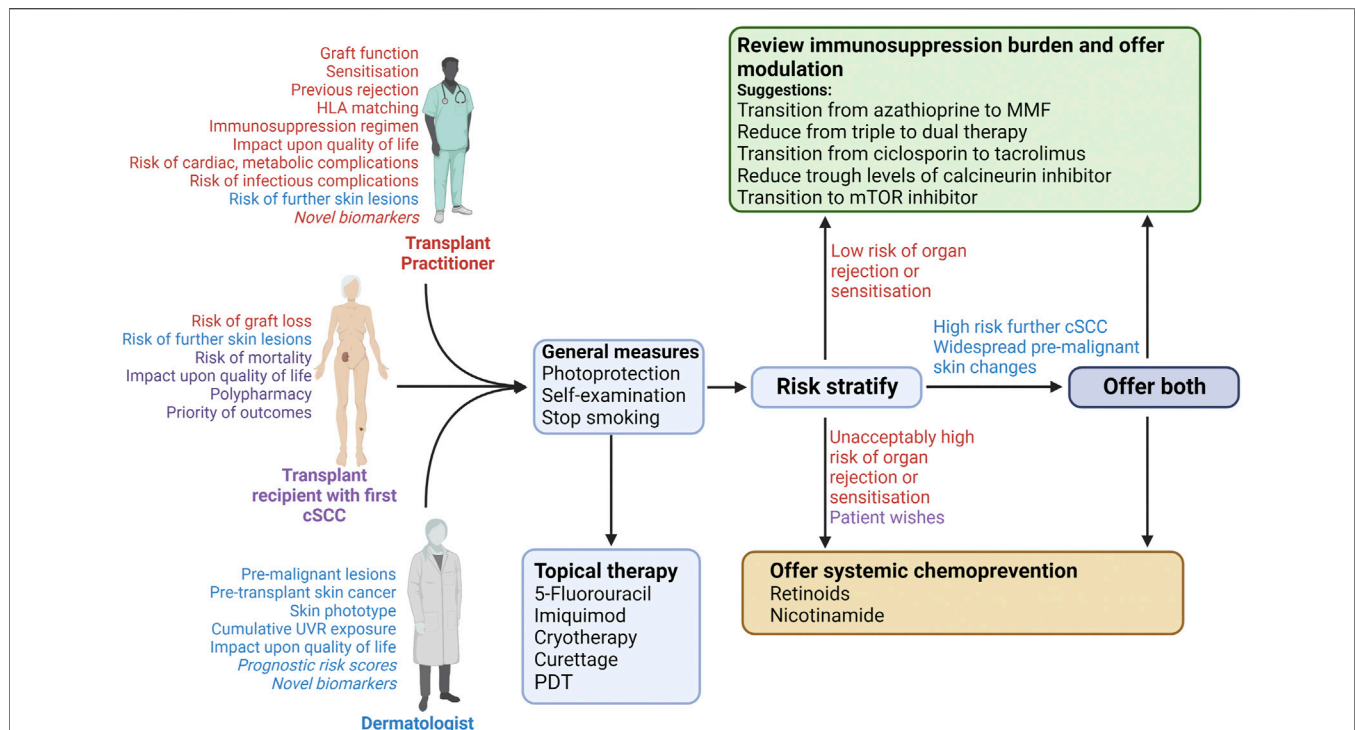 Graft function
Sensitisation
Previous rejection
HLA matching
Immunosuppression regimen
Impact upon quality of life
Risk of cardiac, metabolic complications
Risk of infectious complications
Risk of further skin lesions
Novel biomarkers
Transplant
Practitioner
Risk of graft loss
Risk of further skin lesions
Risk of mortality
Impact upon quality of life
Polypharmacy
Priority of outcomes
Transplant
recipient with first
cSCC
Pre-malignant lesions
Pre-transplant skin cancer
Skin phototype
Cumulative UVR exposure
Impact upon quality of life
Prognostic risk scores
Novel biomarkers
Dermatologist
General measures
Photoprotection
Self-examination
Stop smoking
Topical therapy
5-Fluorouracil
Imiquimod
Cryotherapy
Curettage
PDT
Risk stratify
Low risk of organ
rejection or
sensitisation
Review immunosuppression burden and offer
modulation
Suggestions:
Transition from azathioprine to MMF
Reduce from triple to dual therapy
Transition from ciclosporin to tacrolimus
Reduce trough levels of calcineurin inhibitor
Transition to mTOR inhibitor
High risk further cSCC
Widespread pre-malignant
skin changes
Offer both
Unacceptably high
risk of organ
rejection or
sensitisation
Patient wishes
Offer systemic chemoprevention
Retinoids
Nicotinamide